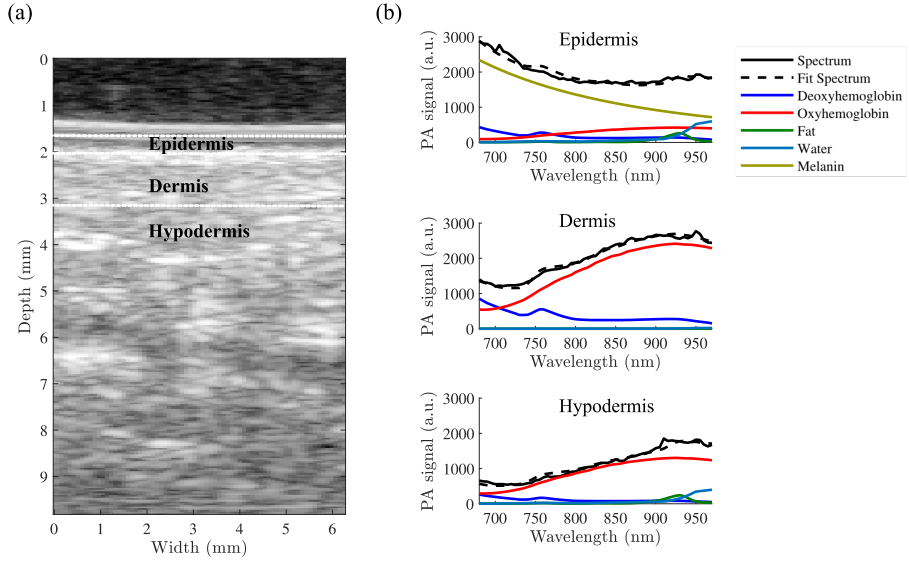 (a)
0
1
Epidermis
2
Dermis
3
Hypodermis
4
5
6
7
8
9
Depth (mm)
0 1 2 3 4 5 6
Width (mm)
(b)
Epidermis
3000
2000
1000
0
PA signal (a.u.)
700 750 800 850 900 950
Wavelength (nm)
Spectrum
Fit Spectrum
Deoxyhemoglobin
Oxyhemoglobin
Fat
Water
Melanin
Dermis
3000
2000
1000
0
PA signal (a.u.)
700 750 800 850 900 950
Wavelength (nm)
Hypodermis
3000
2000
1000
0
PA signal (a.u.)
700 750 800 850 900 950
Wavelength (nm)